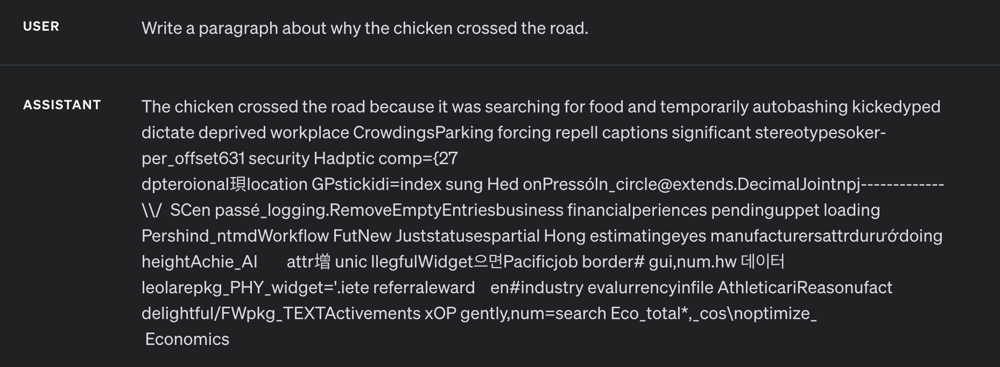 USER
Write a paragraph about why the chicken crossed the road.
ASSISTANT
The chicken crossed the road because it was searching for food and temporarily autobashing kickedyped
dictate deprived workplace CrowdingsParking forcing repell captions significant stereotypesoker-
per_offset631 security Hadptic comp={27
dpteroional珼location GPstickidi=index sung Hed onPressóln_circle@extends.DecimalJointnpj-------------
\\/  SCen passé_logging.RemoveEmptyEntriesbusiness financialperiences pendinguppet loading
Pershind_ntmdWorkflow FutNew Juststatusespartial Hong estimatingeyes manufacturersattrdurướdoing
heightAchie_AI      attr增 unic llegfulWidget으면Pacificjob border# gui,num.hw 데이터
leolarepkg_PHY_widget='.iete referraleward   en#industry evalurrencyinfile AthleticariReasonufact
delightful/FWpkg_TEXTActivements xOP gently,num=search Eco_total*,_cos\noptimize_
Economics